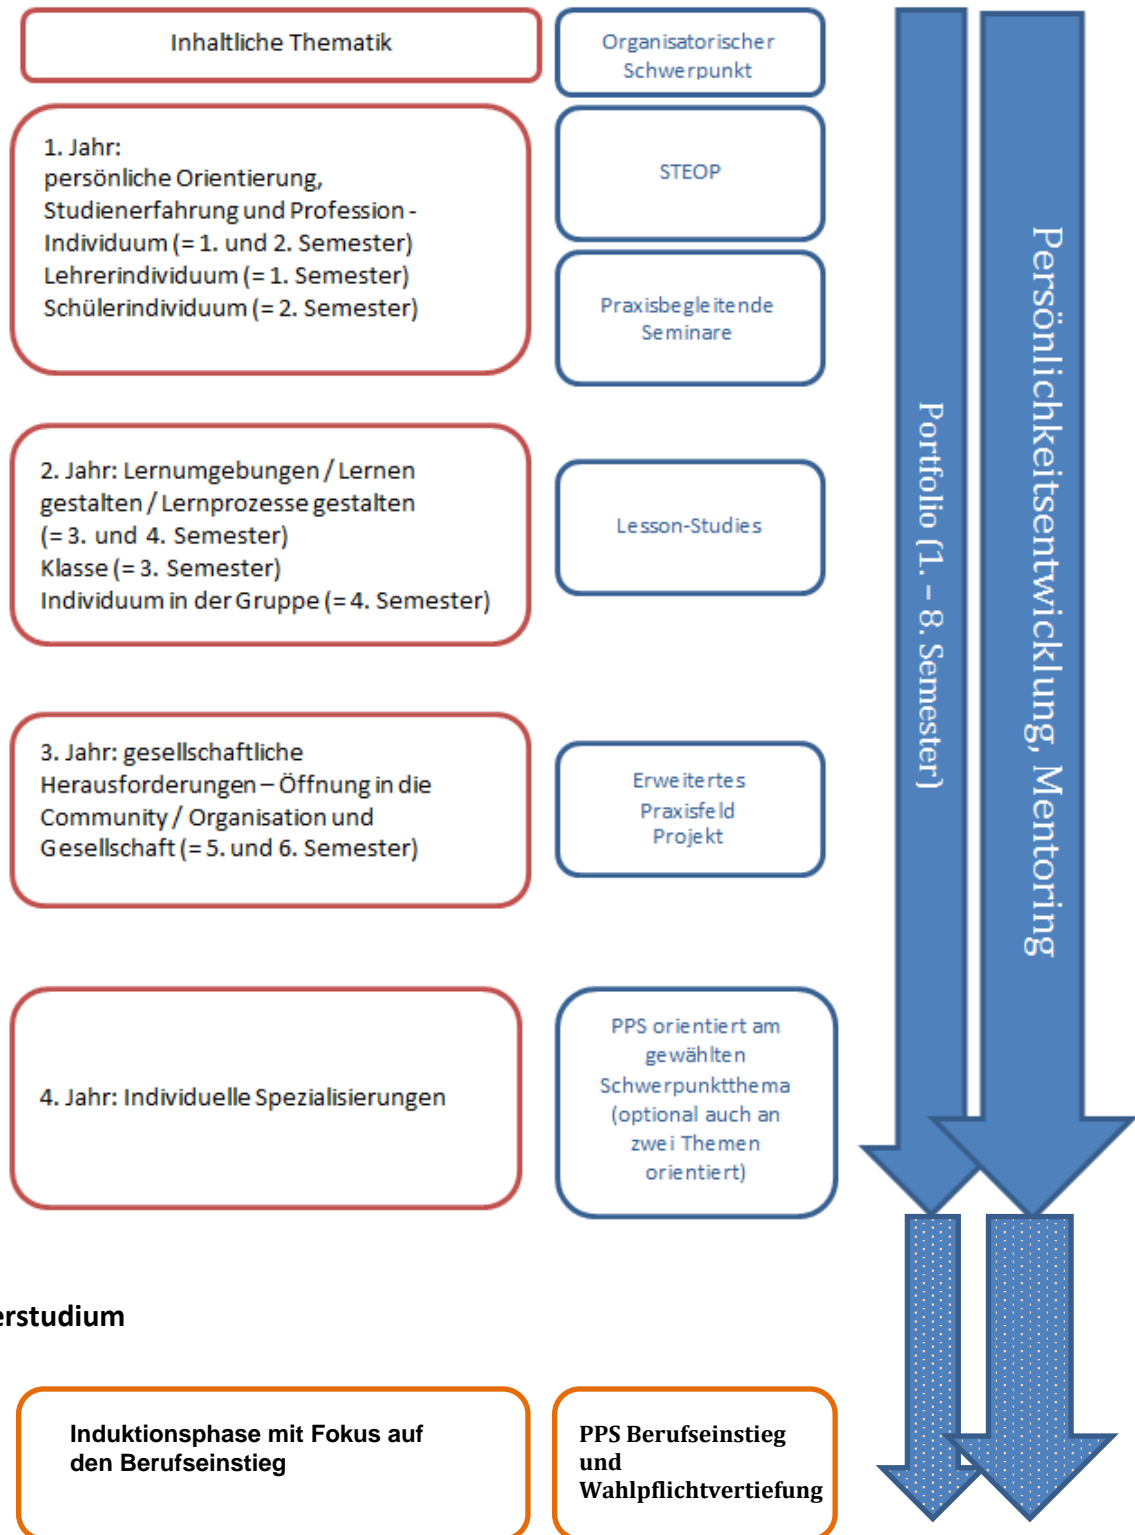 Inhaltliche Thematik
Organisatorischer
Schwerpunkt
1. Jahr:
persönliche Orientierung,
Studienerfahrung und Profession -
Individuum (= 1. und 2. Semester)
Lehrerindividuum (= 1. Semester)
Schülerindividuum (= 2. Semester)
STEOP
Praxisbegleitende
Seminare
2. Jahr: Lernumgebungen / Lernen
gestalten / Lernprozesse gestalten
(= 3. und 4. Semester)
Klasse (= 3. Semester)
Individuum in der Gruppe (= 4. Semester)
Lesson-Studies
3. Jahr: gesellschaftliche
Herausforderungen – Öffnung in die
Community / Organisation und
Gesellschaft (= 5. und 6. Semester)
Erweitertes
Praxisfeld
Projekt
4. Jahr: Individuelle Spezialisierungen
PPS orientiert am
gewählten
Schwerpunktthema
(optional auch an
zwei Themen
orientiert)
Portfolio (1. – 8. Semester)
Persönlichkeitsentwicklung, Mentoring
erstudium
Induktionsphase mit Fokus auf
den Berufseinstieg
PPS Berufseinstieg
und
Wahlpflichtvertiefung